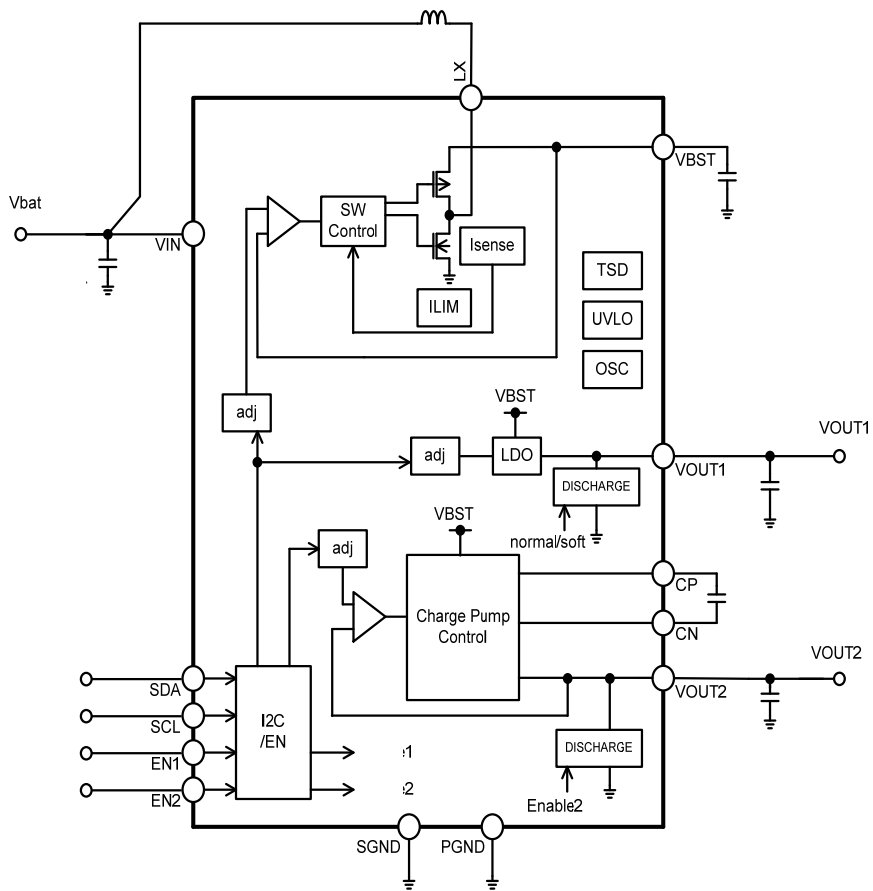 LX
VBST
Vbat
VIN
SW
Control
Isense
ILIM
TSD
UVLO
OSC
adj
VBST
adj
LDO
VOUT1
VOUT1
DISCHARGE
normal/soft
VBST
adj
Charge Pump
Control
CP
CN
VOUT2
VOUT2
SDA
SCL
EN1
EN2
I2C
/EN
e1
e2
DISCHARGE
Enable2
SGND
PGND